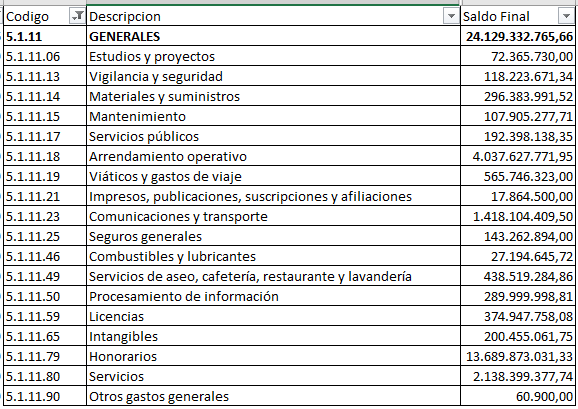 Codigo Descripcion Saldo Final
5.1.11 GENERALES 24.129.332.765,66
5.1.11.06 Estudios y proyectos 72.365.730,00
5.1.11.13 Vigilancia y seguridad 118.223.671,34
5.1.11.14 Materiales y suministros 296.383.991,52
5.1.11.15 Mantenimiento 107.905.277,71
5.1.11.17 Servicios públicos 192.398.138,35
5.1.11.18 Arrendamiento operativo 4.037.627.771,95
5.1.11.19 Viáticos y gastos de viaje 565.746.323,00
5.1.11.21 Impresos, publicaciones, suscripciones y afiliaciones 17.864.500,00
5.1.11.23 Comunicaciones y transporte 1.418.104.409,50
5.1.11.25 Seguros generales 143.262.894,00
5.1.11.46 Combustibles y lubricantes 27.194.645,72
5.1.11.49 Servicios de aseo, cafetería, restaurante y lavandería 438.519.284,86
5.1.11.50 Procesamiento de información 289.999.998,81
5.1.11.59 Licencias 374.947.758,08
5.1.11.65 Intangibles 200.455.061,75
5.1.11.79 Honorarios 13.689.873.031,33
5.1.11.80 Servicios 2.138.399.377,74
5.1.11.90 Otros gastos generales 60.900,00